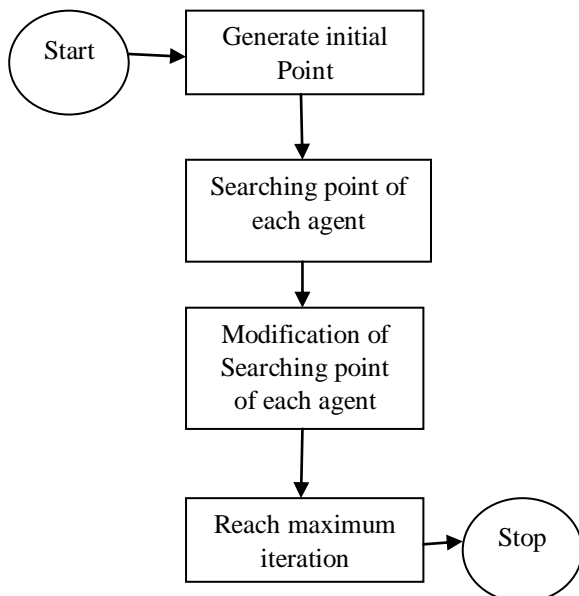 Start
Generate initial
Point
Searching point of
each agent
Modification of
Searching point
of each agent
Reach maximum
iteration
Stop